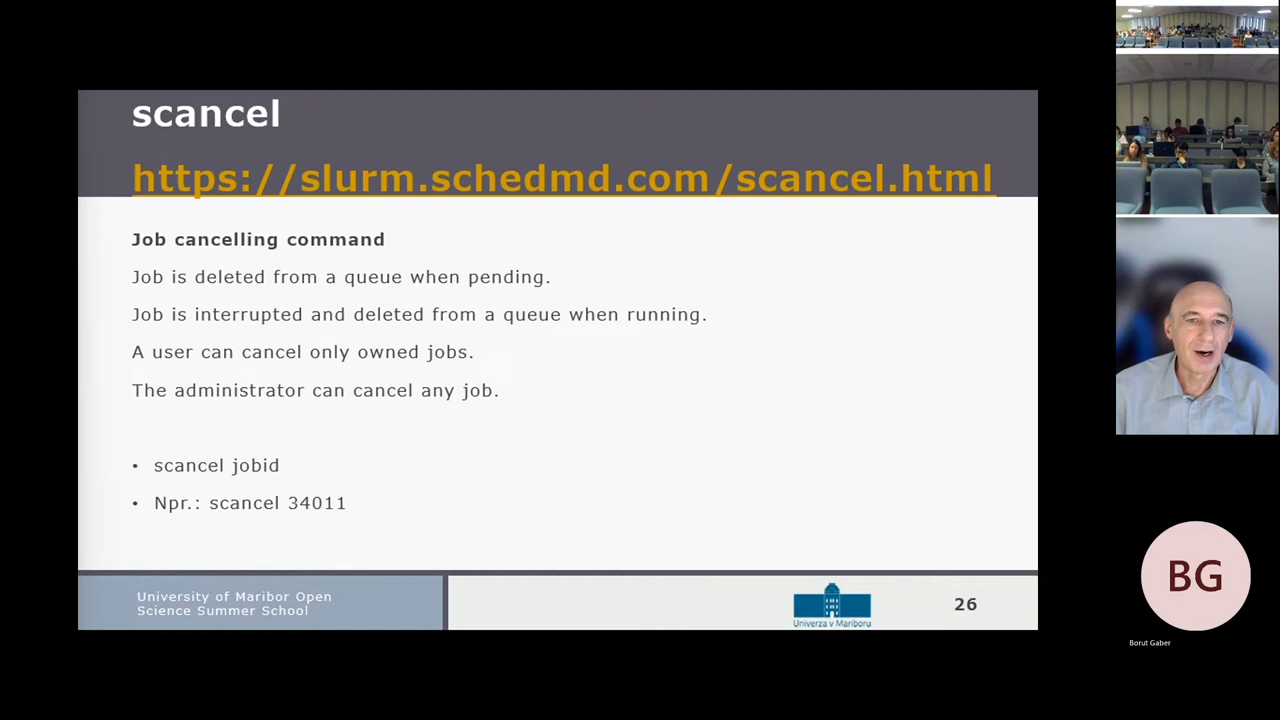 scancel
https://slurm.schedmd.com/scancel.html
Job cancelling command
Job is deleted from a queue when pending.
Job is interrupted and deleted from a queue when running.
A user can cancel only owned jobs.
The administrator can cancel any job.
• scancel jobid
• Npr.: scancel 34011
University of Maribor Open
Science Summer School
Univerza v Mariboru
26
BG
Borut Gaber